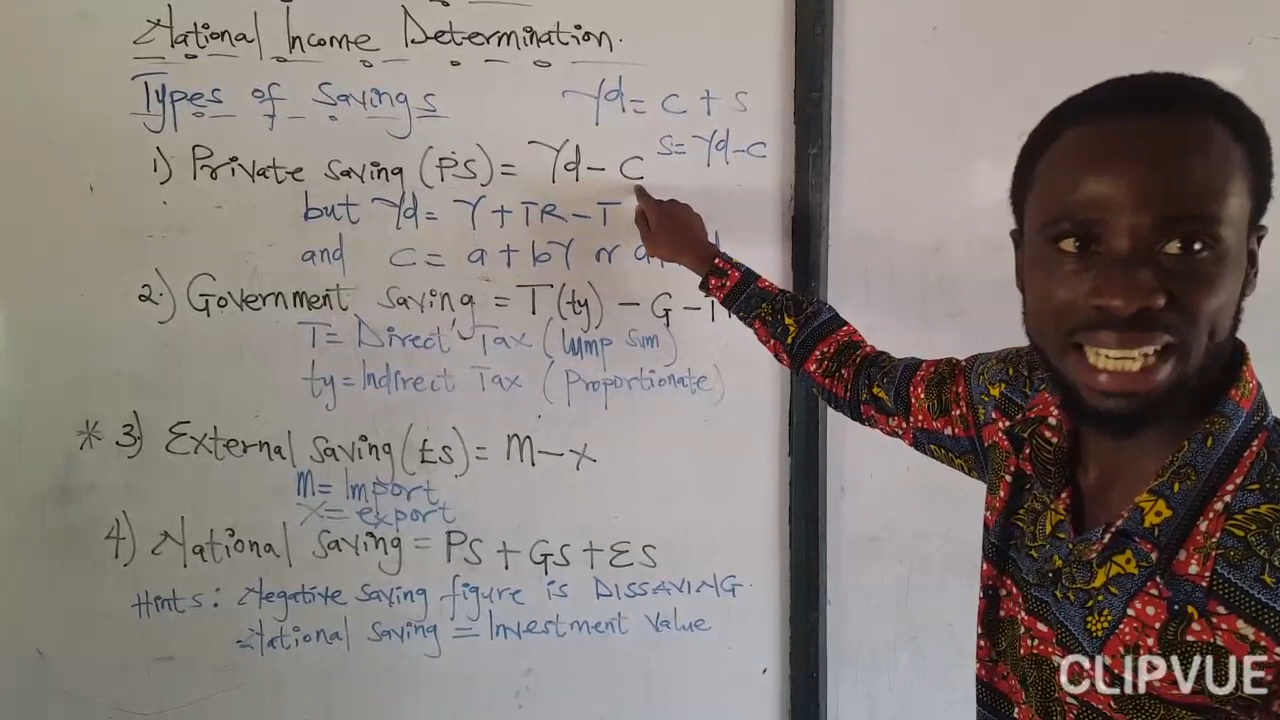 National Income Determination.
Types of Savings
Yd = C + S
S = Yd - C
1) Private Saving (PS) = Yd - C
but Yd = Y + TR - T
and C = a + bY or a
2.) Government Saving = T(ty) - G - T
T = Direct Tax (lump sum)
ty = Indirect Tax (Proportionate)
* 3) External Saving (ES) = M - X
M = Import
X = export
4) National Saving = PS + GS + ES
Hints: Negative Saving figure is DISSAVING.
National Saving = Investment Value
CLIPVUE